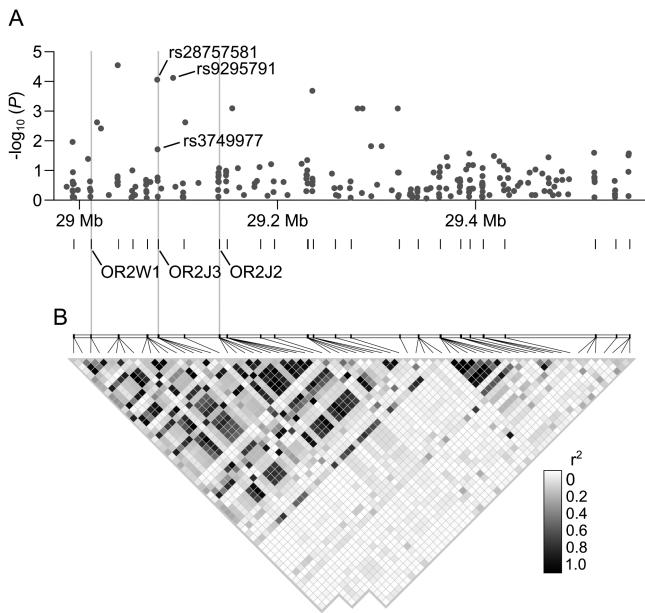 A
5
4
3
2
1
0
-log10 (P)
rs28757581
rs9295791
rs3749977
29 Mb
29.2 Mb
29.4 Mb
OR2W1
OR2J3
OR2J2
B
r2
0
0.2
0.4
0.6
0.8
1.0